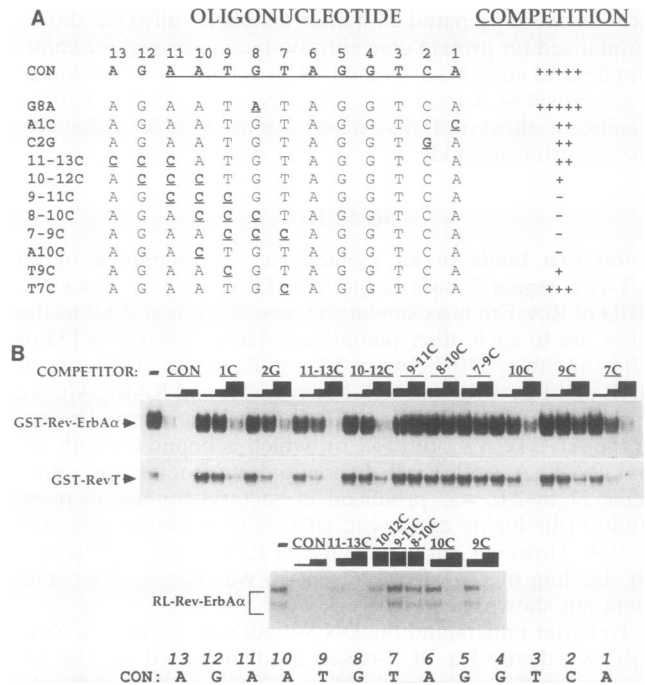 A
OLIGONUCLEOTIDE COMPETITION
13 12 11 10 9 8 7 6 5 4 3 2 1
CON A G A A T G T A G G T C A
G8A A G A A T A T A G G T C A ++++
A1C A G A A T G T A G G T C C ++
C2G A G A A T G T A G G T G A ++
11-13C C C C A T G T A G G T C A ++
10-12C A C C C T G T A G G T C A +
9-11C A G C C C G T A G G T C A −
8-10C A G A C C C T A G G T C A −
7-9C A G A A C C C A G G T C A −
A10C A G A C T G T A G G T C A −
T9C A G A A C G T A G G T C A +
T7C A G A A T G C A G G T C A +++
B
COMPETITOR: – CON 1C 2G 11-13C 10-12C 9-11C 8-10C 7-9C 10C 9C 7C
GST-Rev-ErbAα
GST-RevT
– CON 11-13C 10-12C 9-11C 8-10C 10C 9C
RL-Rev-ErbAα
13 12 11 10 9 8 7 6 5 4 3 2 1
CON: A G A A T G T A G G T C A